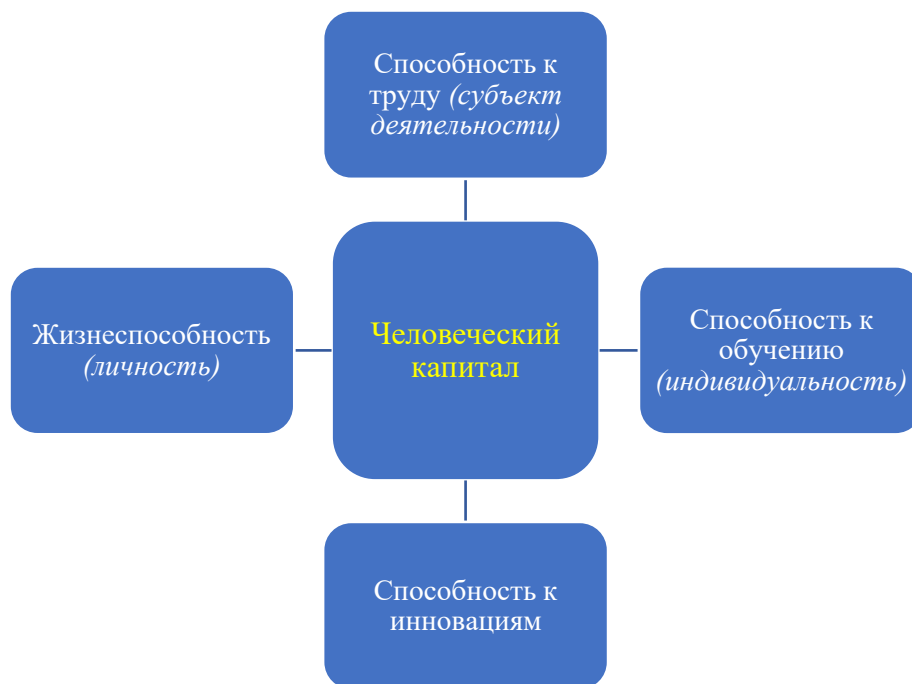 Способность к
труду (субъект
деятельности)
Жизнеспособность
(личность)
Человеческий
капитал
Способность к
обучению
(индивидуальность)
Способность к
инновациям